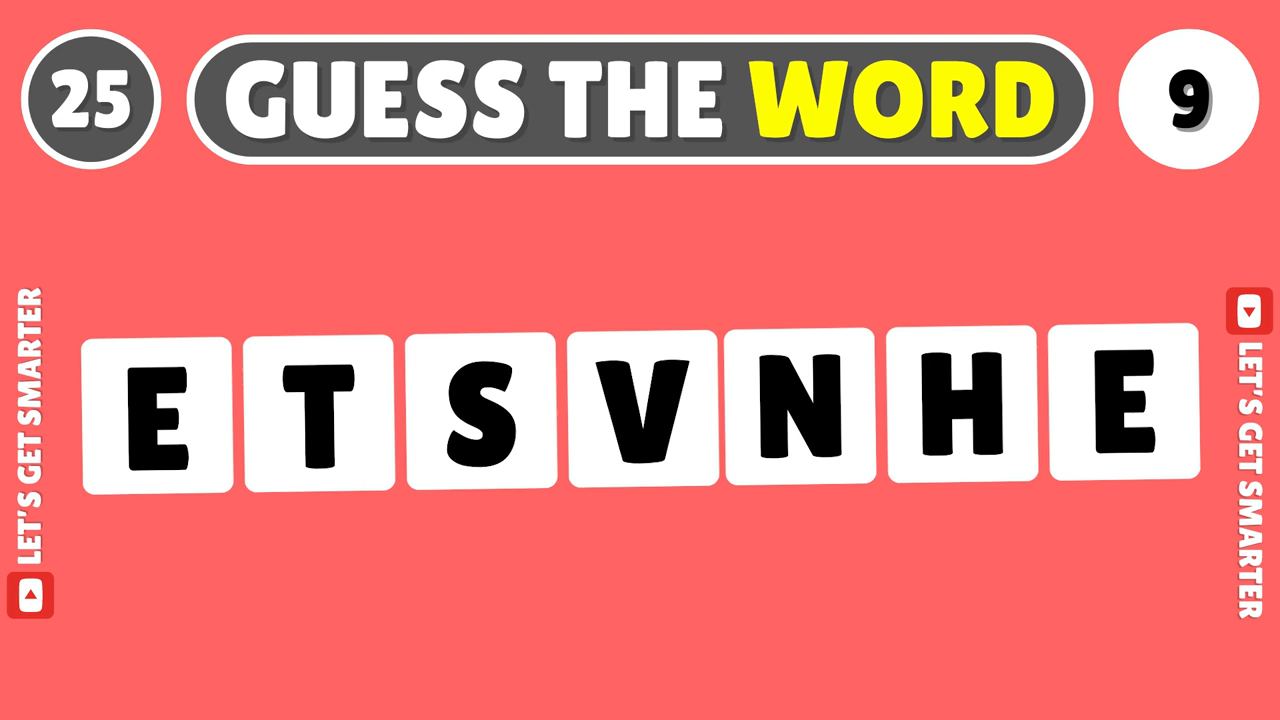 25
GUESS THE WORD
9
LET'S GET SMARTER
E T S V N H E
LET'S GET SMARTER